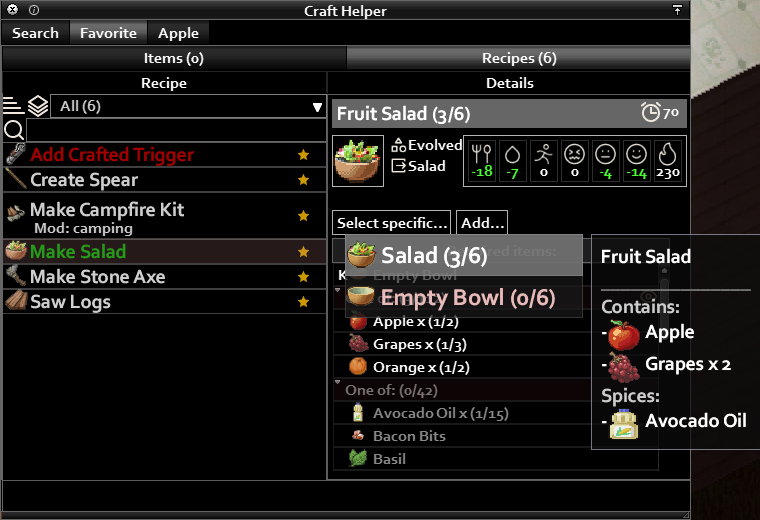 Craft Helper
Search Favorite Apple
Items (0) Recipes (6)
Recipe Details
All (6)
Fruit Salad (3/6) 70
Add Crafted Trigger
Create Spear
Make Campfire Kit
Mod: camping
Make Salad
Make Stone Axe
Saw Logs
Evolved
Salad
-18 -7 0 0 -4 -14 230
Select specific... Add...
Salad (3/6)
Empty Bowl
Empty Bowl (0/6)
Apple x (1/2)
Grapes x (1/3)
Orange x (1/2)
One of: (0/42)
Avocado Oil x (1/15)
Bacon Bits
Basil
Fruit Salad
Contains:
- Apple
- Grapes x 2
Spices:
- Avocado Oil